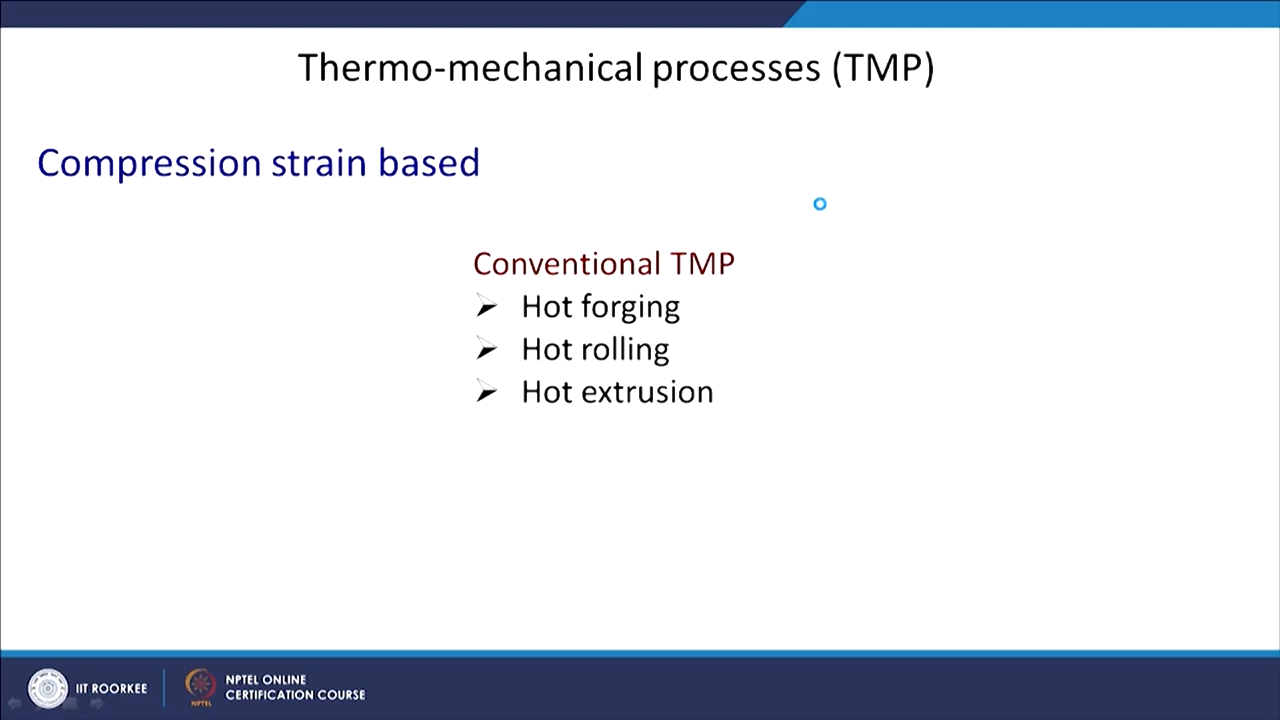 Thermo-mechanical processes (TMP)
Compression strain based
Conventional TMP
Hot forging
Hot rolling
Hot extrusion
IIT ROORKEE
NPTEL
NPTEL ONLINE
CERTIFICATION COURSE